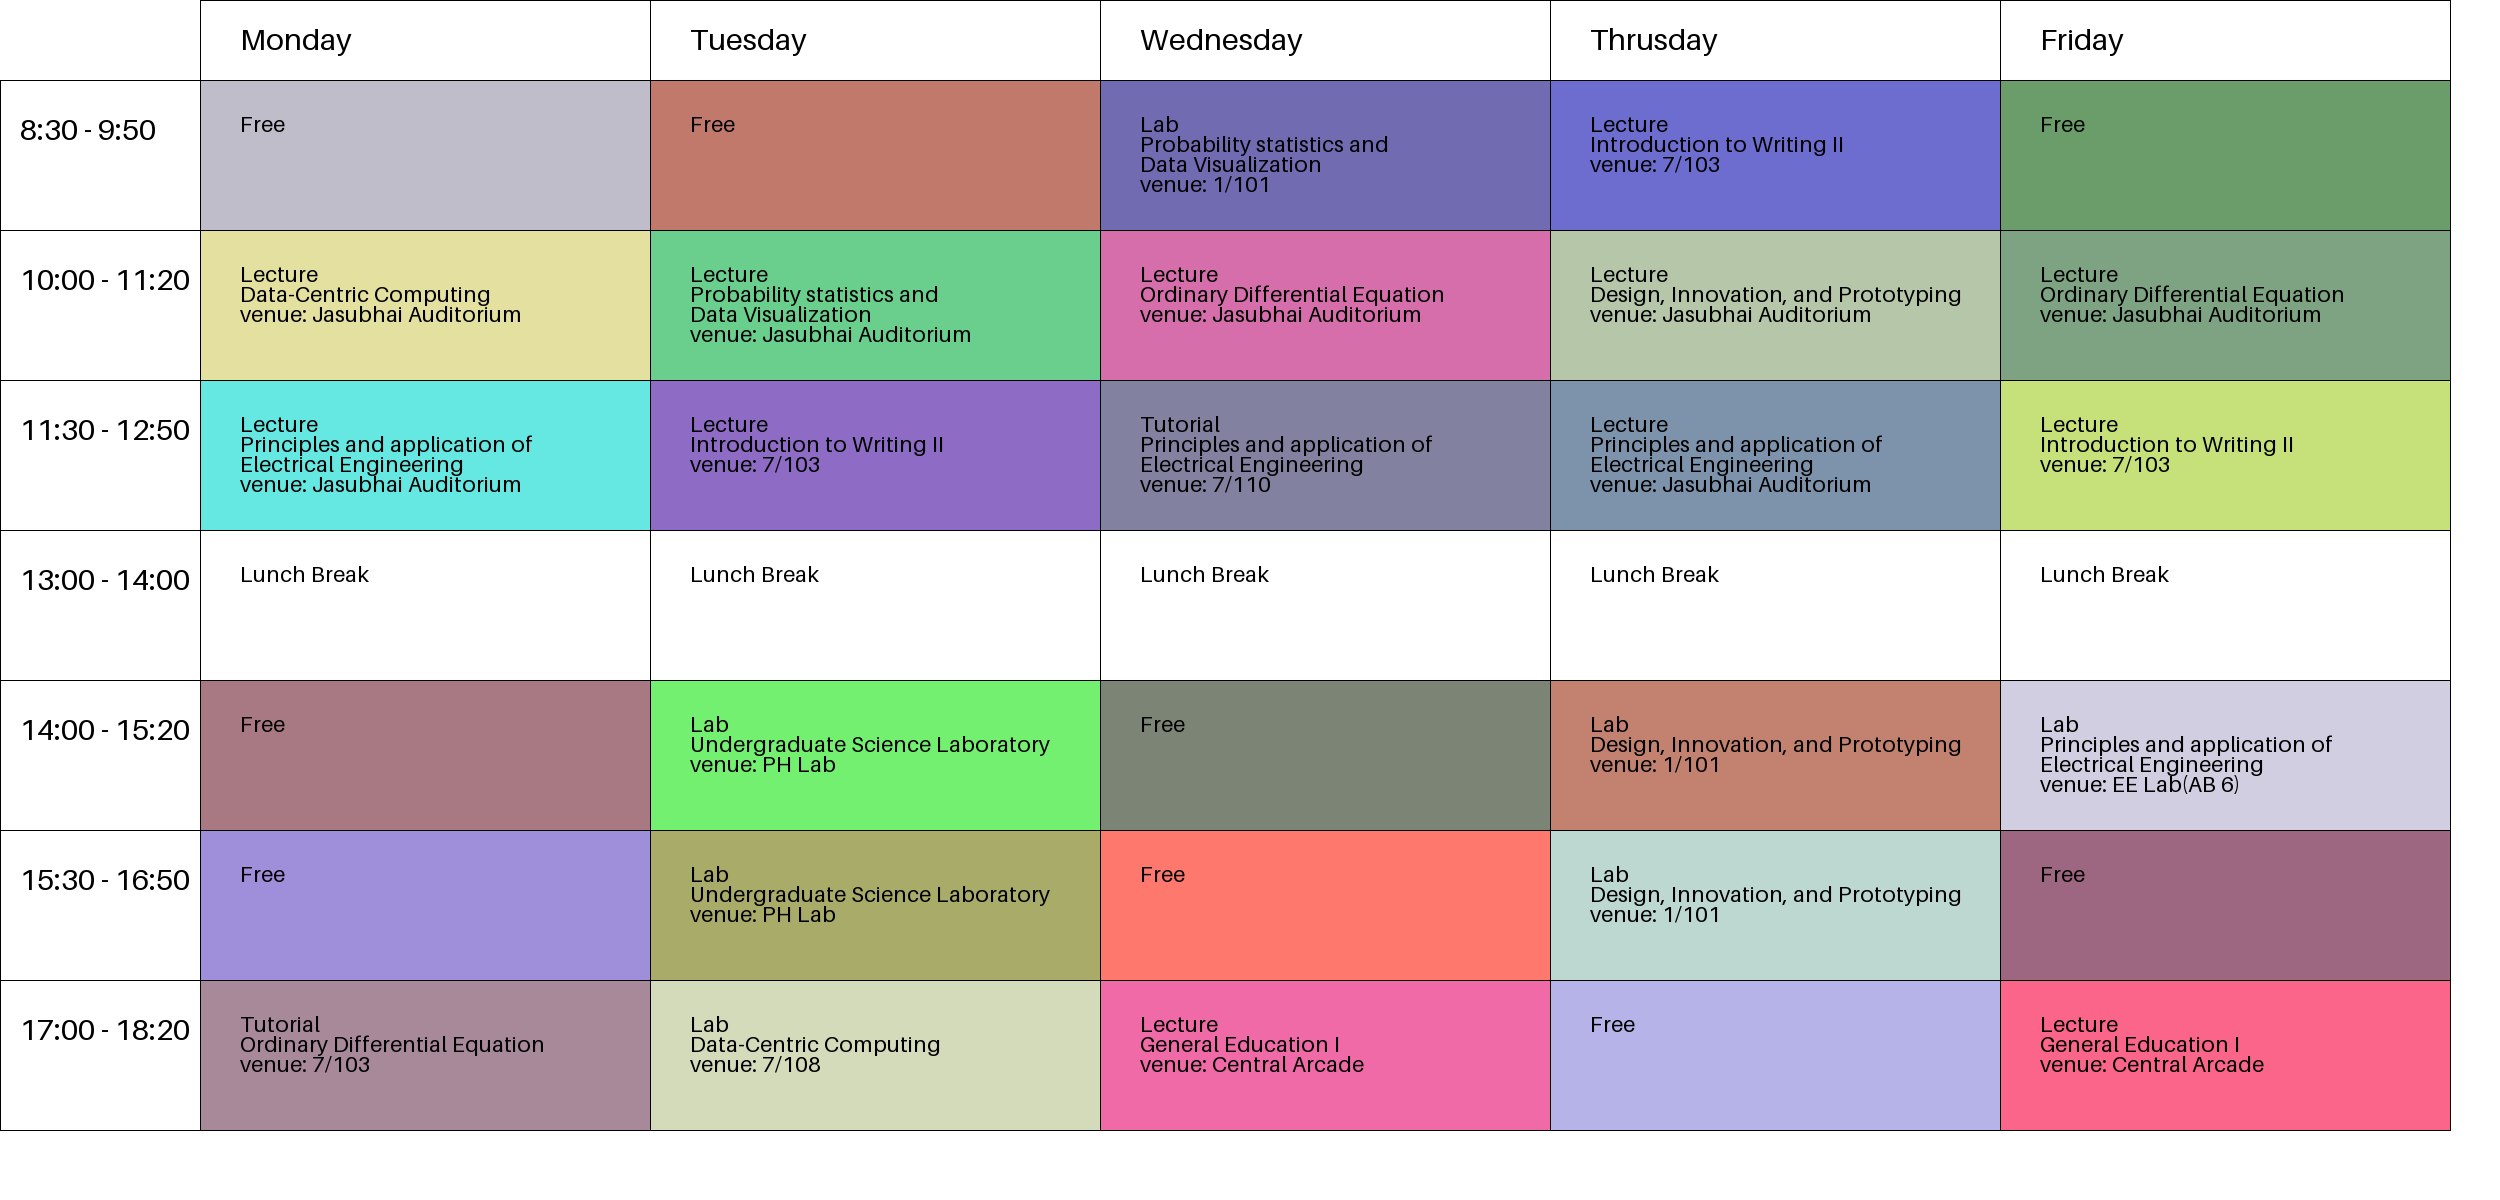 Monday
Tuesday
Wednesday
Thrusday
Friday
8:30 - 9:50
Free
Free
Lab
Probability statistics and
Data Visualization
venue: 1/101
Lecture
Introduction to Writing II
venue: 7/103
Free
10:00 - 11:20
Lecture
Data-Centric Computing
venue: Jasubhai Auditorium
Lecture
Probability statistics and
Data Visualization
venue: Jasubhai Auditorium
Lecture
Ordinary Differential Equation
venue: Jasubhai Auditorium
Lecture
Design, Innovation, and Prototyping
venue: Jasubhai Auditorium
Lecture
Ordinary Differential Equation
venue: Jasubhai Auditorium
11:30 - 12:50
Lecture
Principles and application of
Electrical Engineering
venue: Jasubhai Auditorium
Lecture
Introduction to Writing II
venue: 7/103
Tutorial
Principles and application of
Electrical Engineering
venue: 7/110
Lecture
Principles and application of
Electrical Engineering
venue: Jasubhai Auditorium
Lecture
Introduction to Writing II
venue: 7/103
13:00 - 14:00
Lunch Break
Lunch Break
Lunch Break
Lunch Break
Lunch Break
14:00 - 15:20
Free
Lab
Undergraduate Science Laboratory
venue: PH Lab
Free
Lab
Design, Innovation, and Prototyping
venue: 1/101
Lab
Principles and application of
Electrical Engineering
venue: EE Lab(AB 6)
15:30 - 16:50
Free
Lab
Undergraduate Science Laboratory
venue: PH Lab
Free
Lab
Design, Innovation, and Prototyping
venue: 1/101
Free
17:00 - 18:20
Tutorial
Ordinary Differential Equation
venue: 7/103
Lab
Data-Centric Computing
venue: 7/108
Lecture
General Education I
venue: Central Arcade
Free
Lecture
General Education I
venue: Central Arcade